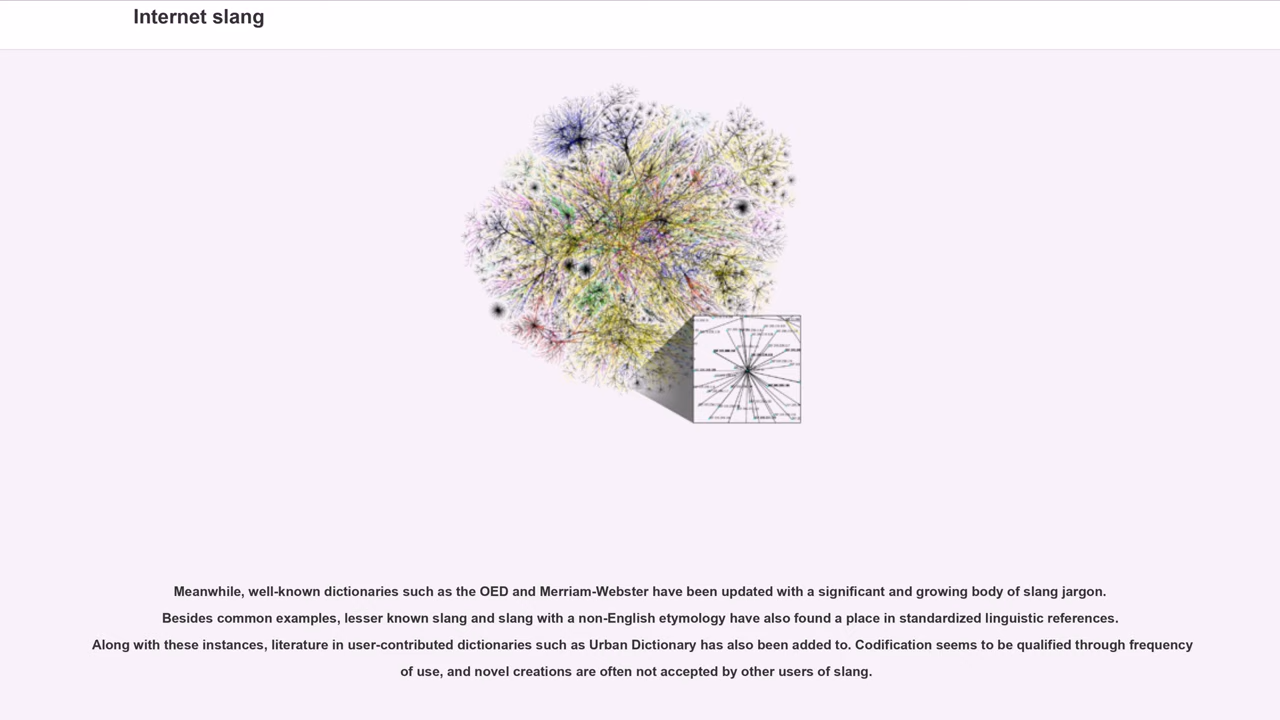 Internet slang
Meanwhile, well-known dictionaries such as the OED and Merriam-Webster have been updated with a significant and growing body of slang jargon.
Besides common examples, lesser known slang and slang with a non-English etymology have also found a place in standardized linguistic references.
Along with these instances, literature in user-contributed dictionaries such as Urban Dictionary has also been added to. Codification seems to be qualified through frequency
of use, and novel creations are often not accepted by other users of slang.